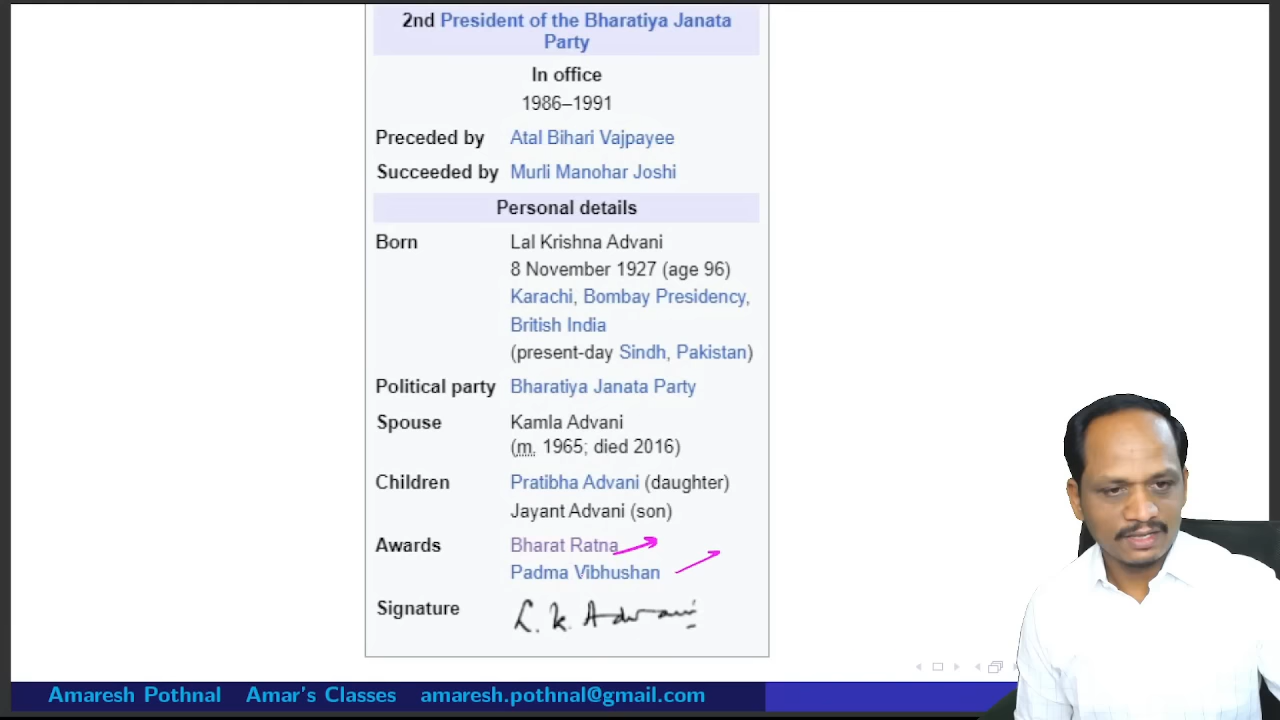 2nd President of the Bharatiya Janata
Party
In office
1986–1991
Preceded by Atal Bihari Vajpayee
Succeeded by Murli Manohar Joshi
Personal details
Born Lal Krishna Advani
8 November 1927 (age 96)
Karachi, Bombay Presidency,
British India
(present-day Sindh, Pakistan)
Political party Bharatiya Janata Party
Spouse Kamla Advani
(m. 1965; died 2016)
Children Pratibha Advani (daughter)
Jayant Advani (son)
Awards Bharat Ratna
Padma Vibhushan
Signature L. K. Advani
Amaresh Pothnal Amar's Classes amaresh.pothnal@gmail.com